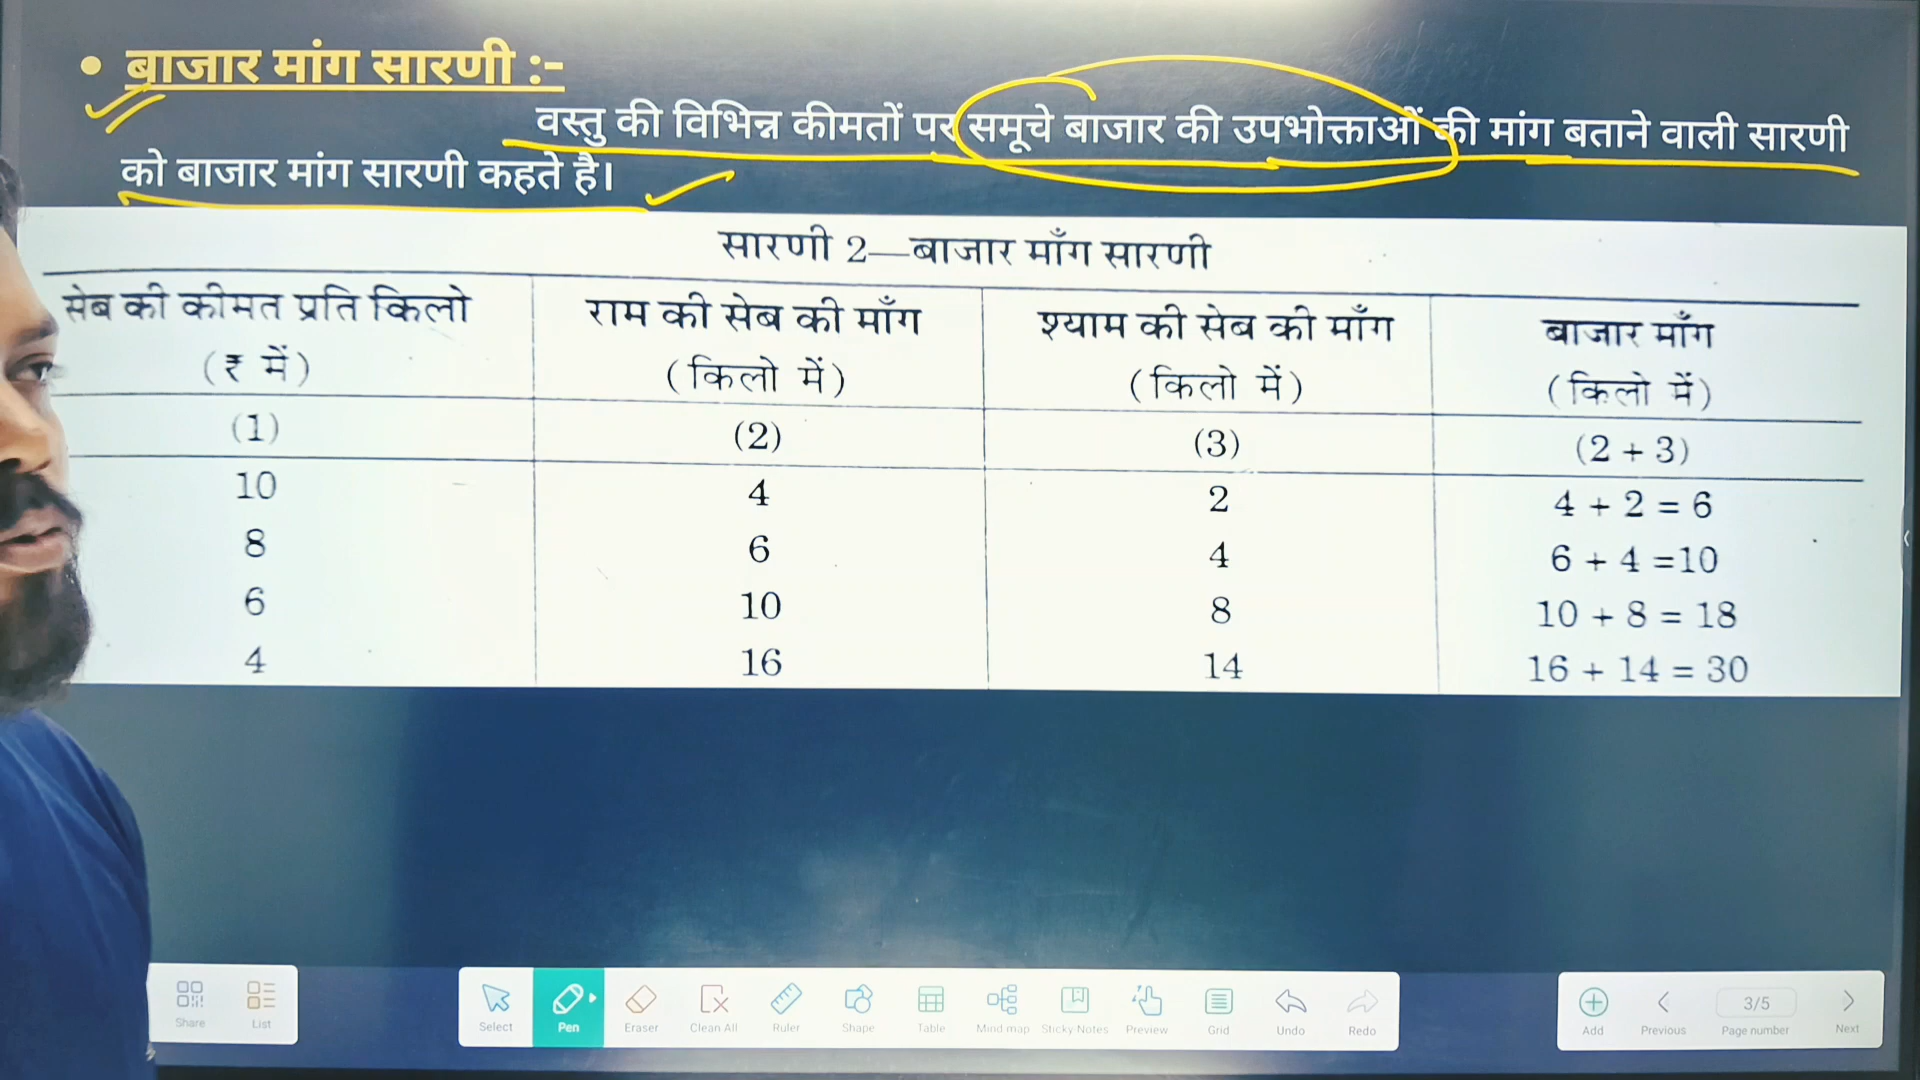 • बाजार मांग सारणी :-
वस्तु की विभिन्न कीमतों पर समूचे बाजार की उपभोक्ताओं की मांग बताने वाली सारणी
को बाजार मांग सारणी कहते है।
सारणी 2—बाजार माँग सारणी
सेब की कीमत प्रति किलो राम की सेब की माँग श्याम की सेब की माँग बाजार माँग
(₹ में) (किलो में) (किलो में) (किलो में)
(1) (2) (3) (2 + 3)
10 4 2 4 + 2 = 6
8 6 4 6 + 4 =10
6 10 8 10 + 8 = 18
4 16 14 16 + 14 = 30
Share List Select Pen Eraser Clean All Ruler Shape Table Mind map Sticky Notes Preview Grid Undo Redo Add Previous 3/5 Page number Next